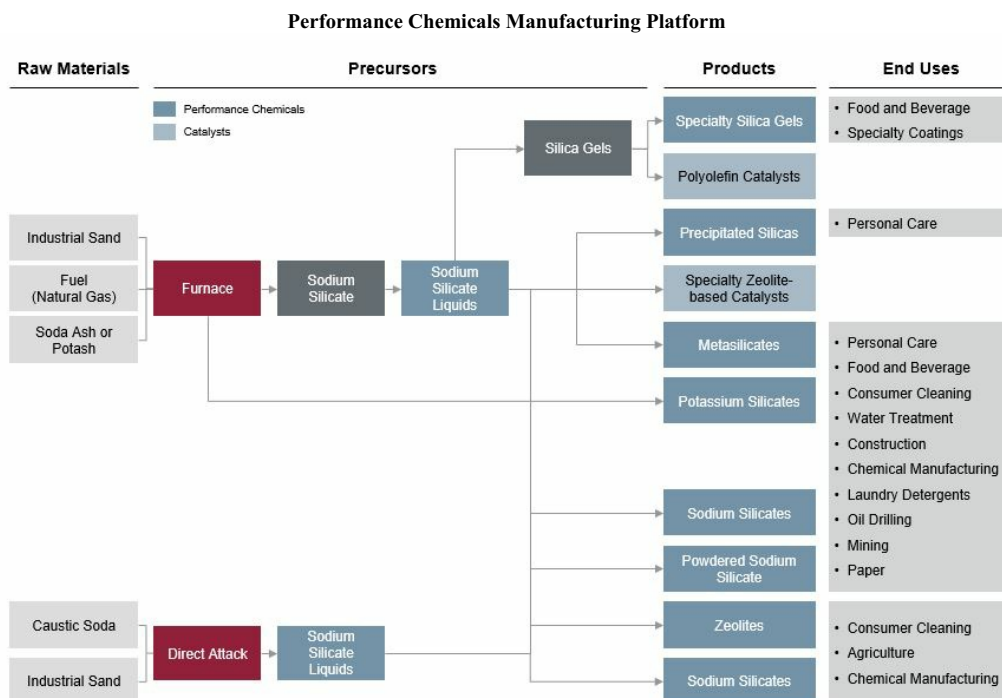 Performance Chemicals Manufacturing Platform
Raw Materials
Precursors
Products
End Uses
Performance Chemicals
Catalysts
Industrial Sand
Fuel
(Natural Gas)
Soda Ash or
Potash
Furnace
Sodium
Silicate
Sodium
Silicate
Liquids
Silica Gels
Specialty Silica Gels
Polyolefin Catalysts
Precipitated Silicas
Specialty Zeolite-
based Catalysts
Metasilicates
Potassium Silicates
Sodium Silicates
Powdered Sodium
Silicate
Zeolites
Sodium Silicates
• Food and Beverage
• Specialty Coatings
• Personal Care
• Personal Care
• Food and Beverage
• Consumer Cleaning
• Water Treatment
• Construction
• Chemical Manufacturing
• Laundry Detergents
• Oil Drilling
• Mining
• Paper
• Consumer Cleaning
• Agriculture
• Chemical Manufacturing
Caustic Soda
Industrial Sand
Direct Attack
Sodium
Silicate
Liquids